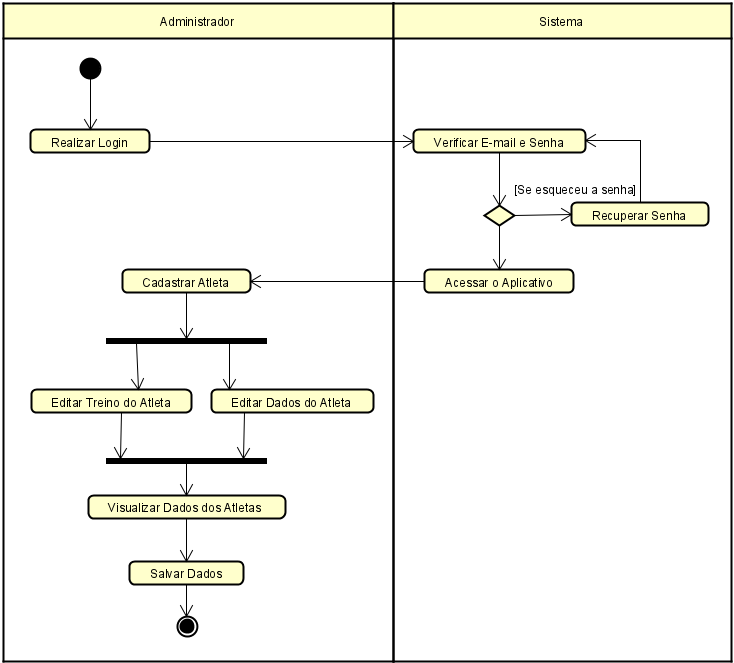 Administrador
Sistema
Realizar Login
Verificar E-mail e Senha
[Se esqueceu a senha]
Recuperar Senha
Cadastrar Atleta
Acessar o Aplicativo
Editar Treino do Atleta
Editar Dados do Atleta
Visualizar Dados dos Atletas
Salvar Dados